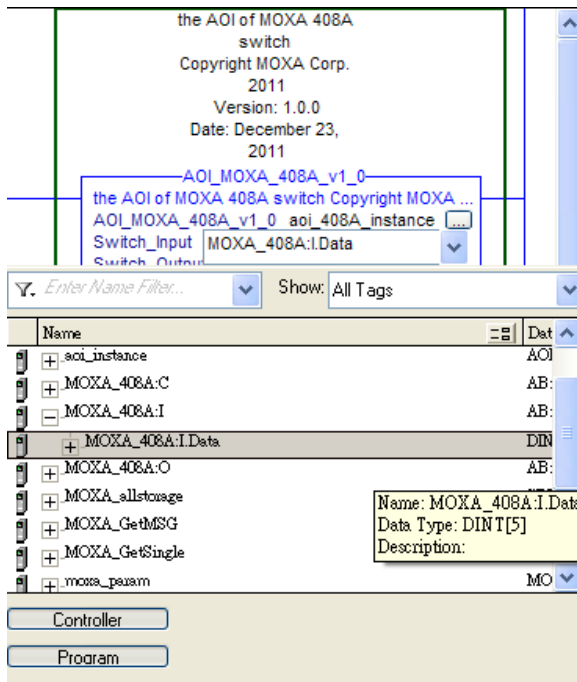 the AOI of MOXA 408A
switch
Copyright MOXA Corp.
2011
Version: 1.0.0
Date: December 23,
2011
AOI_MOXA_408A_v1_0
the AOI of MOXA 408A switch Copyright MOXA ...
AOI_MOXA_408A_v1_0 aoi_408A_instance ...
Switch_Input MOXA_408A:I.Data
Switch_Output
Enter Name Filter... Show: All Tags
Name Dat
aoi_instance AOI
MOXA_408A:C AB:
MOXA_408A:I AB:
MOXA_408A:I.Data DIN
MOXA_408A:O AB:
MOXA_allstorage
MOXA_GetMSG
MOXA_GetSingle
moxa_param MO
Name: MOXA_408A:I.Data
Data Type: DINT[5]
Description:
Controller
Program